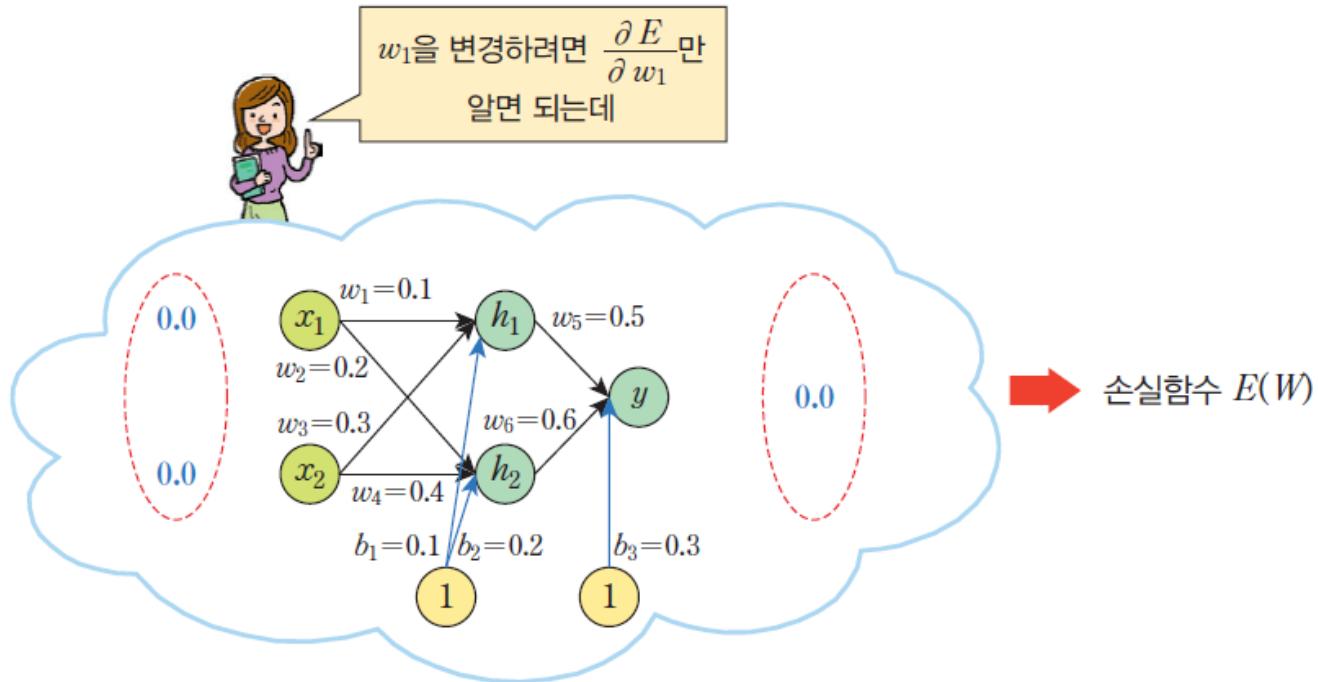 w₁을 변경하려면 ∂E/∂w₁만
알면 되는데
0.0
0.0
x₁
x₂
w₁=0.1
w₂=0.2
w₃=0.3
w₄=0.4
h₁
h₂
w₅=0.5
w₆=0.6
y
b₁=0.1
b₂=0.2
b₃=0.3
1
1
0.0
손실함수 E(W)